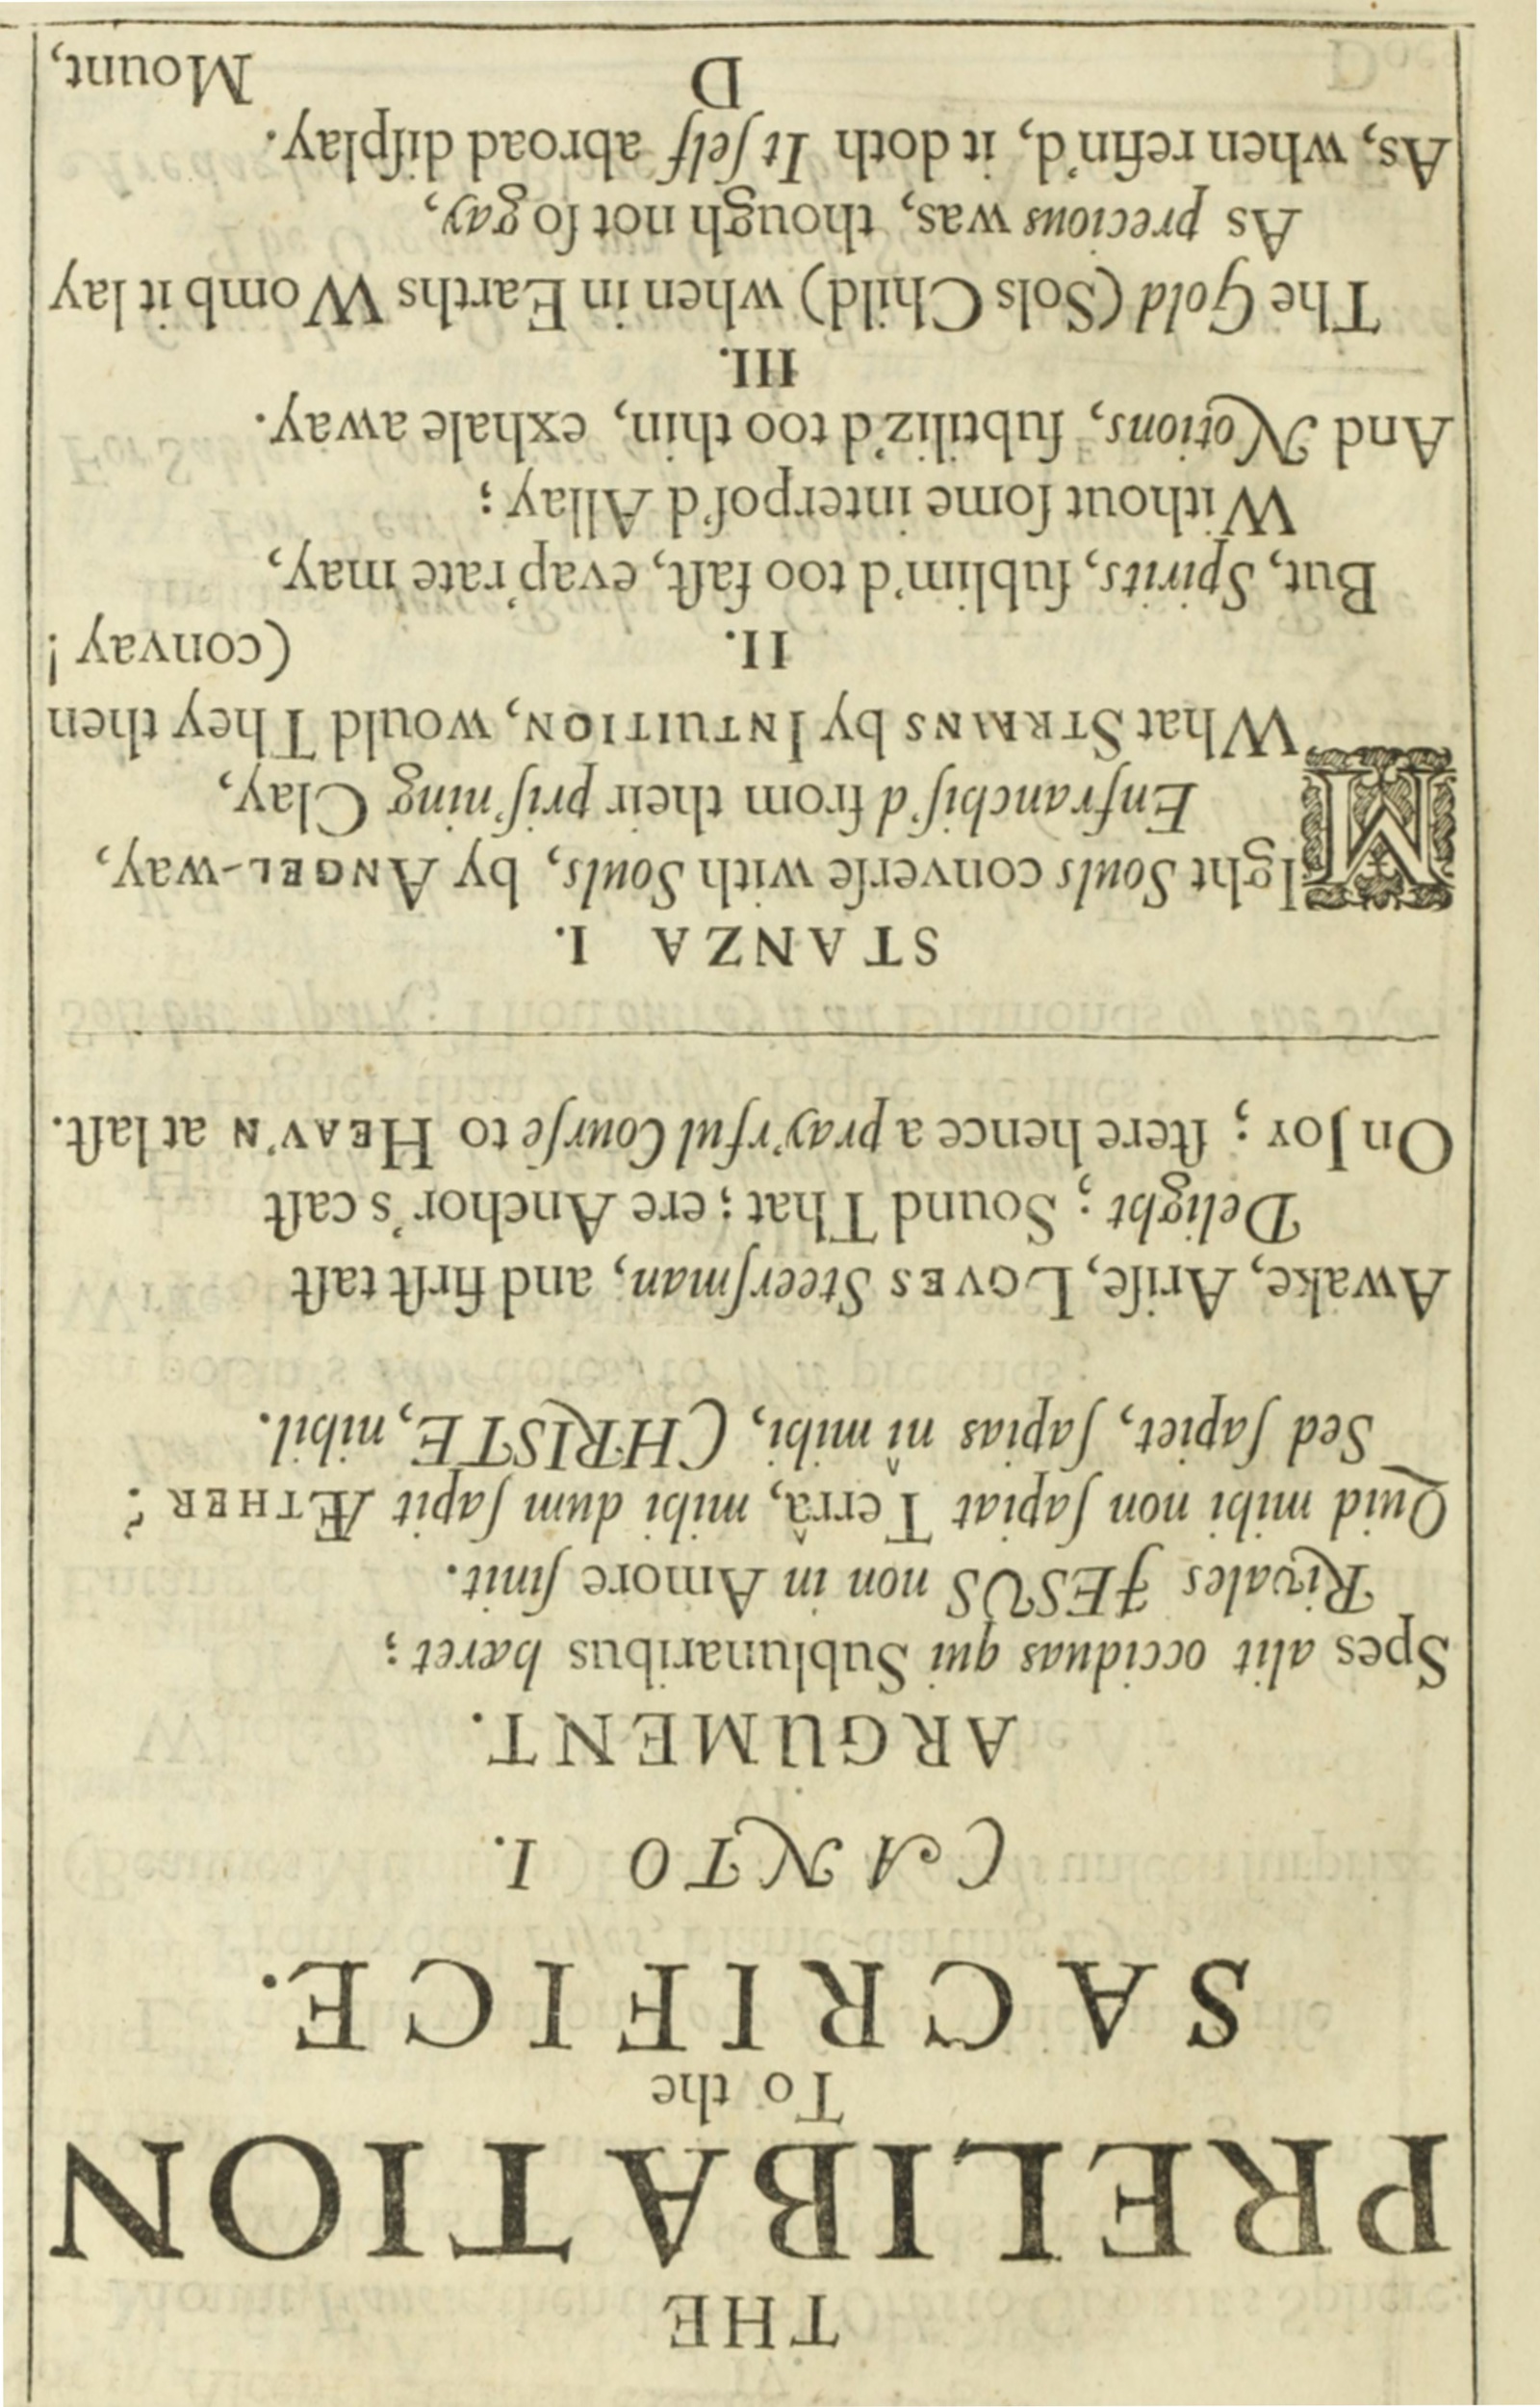 THE
PRELIBATION
To the
SACRIFICE.
CANTO I.
ARGUMENT.
Spes alit occiduas qui Sublunaribus hæret;
Rivales JESUS non in Amore ſinit.
Quid mihi non ſapiat Terrâ, mihi dum ſapit ÆTHER?
Sed ſapiet, ſapias nî mihi, CHRISTE, nihil.
Awake, Ariſe, LOVES Steerſman, and firſt taſt
Delight; Sound That; ere Anchor's caſt
On JOY; ſtere hence a pray'rful Courſe to HEAV'N at laſt.
STANZA I.
MIght Souls converſe with Souls, by ANGEL-way,
Enfranchiſ'd from their priſ'ning Clay,
What STRAINS by INTUITION, would They then
(convay!
II.
But, Spirits, ſublim'd too faſt, evap'rate may,
Without ſome interpoſ'd Allay;
And Notions, ſubtiliz'd too thin, exhale away.
III.
The Gold (Sols Child) when in Earths Womb it lay
As precious was, though not ſo gay,
As, when refin'd, it doth It ſelf abroad diſplay.
D
Mount,